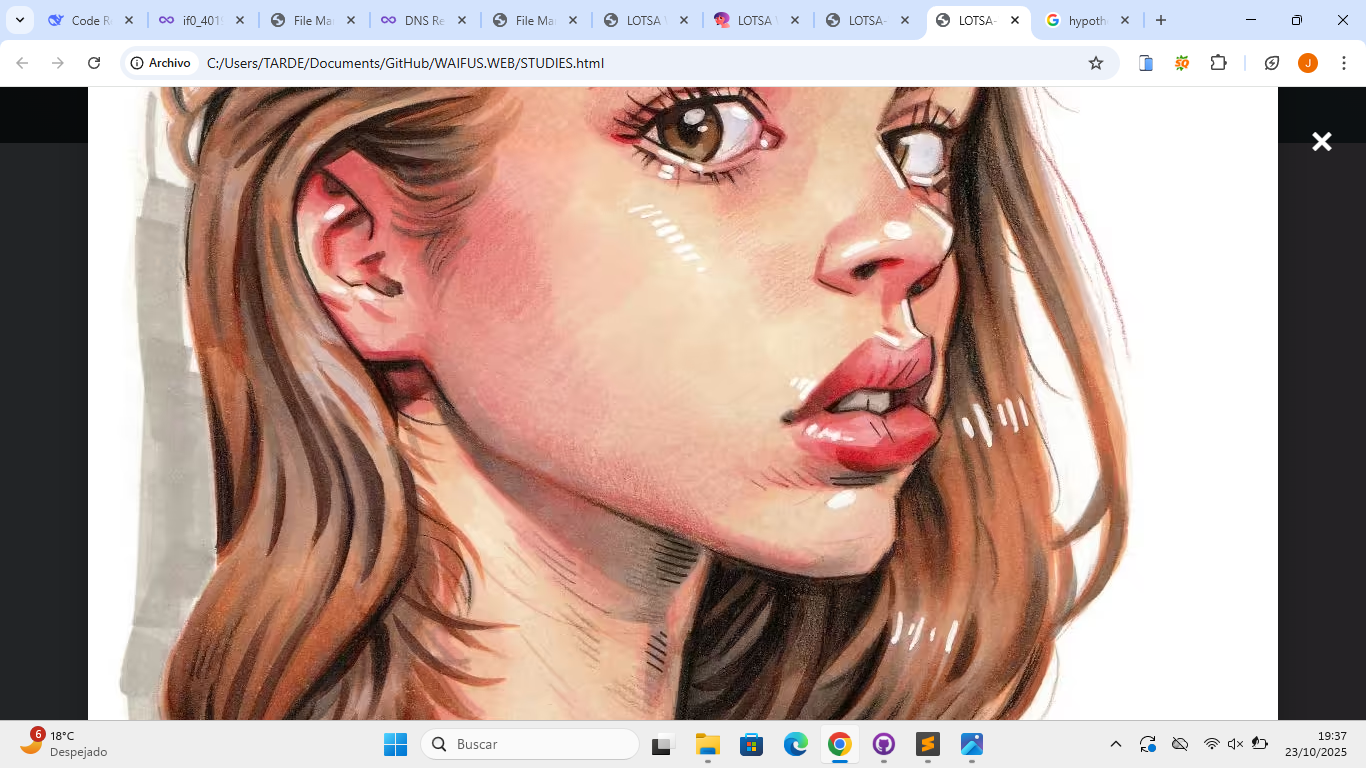 Code R
if0_401
File Ma
DNS Re
File Ma
LOTSA
LOTSA
LOTSA-
LOTSA-
hypoth
Archivo
C:/Users/TARDE/Documents/GitHub/WAIFUS.WEB/STUDIES.html
SQ
J
6
18°C
Despejado
Buscar
19:37
23/10/2025